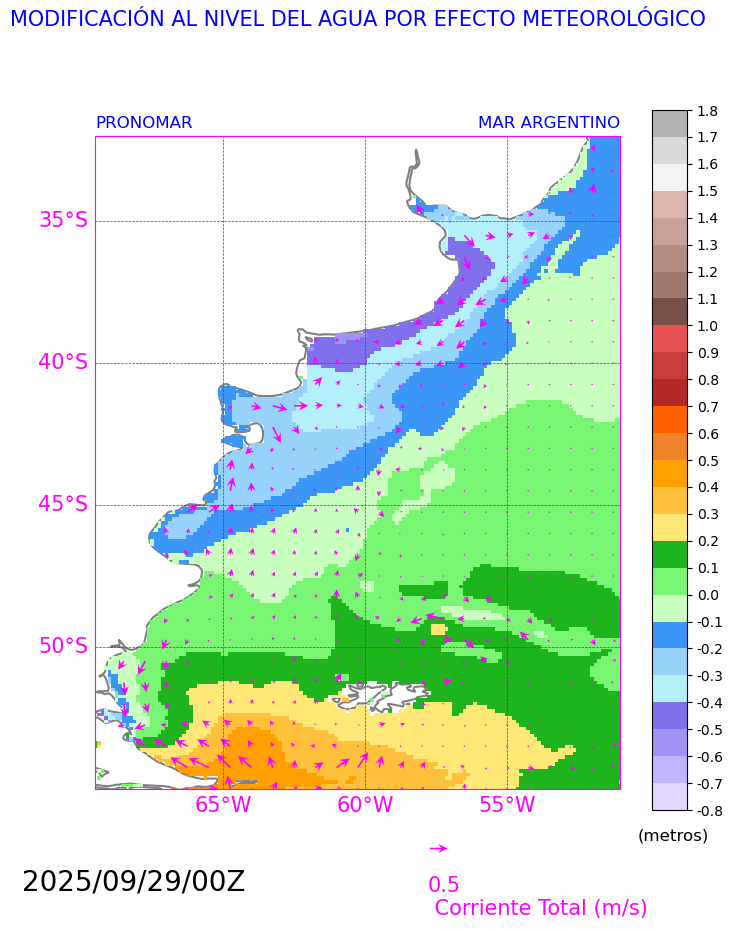 MODIFICACIÓN AL NIVEL DEL AGUA POR EFECTO METEOROLÓGICO
PRONOMAR
MAR ARGENTINO
35°S
40°S
45°S
50°S
65°W
60°W
55°W
1.8
1.7
1.6
1.5
1.4
1.3
1.2
1.1
1.0
0.9
0.8
0.7
0.6
0.5
0.4
0.3
0.2
0.1
0.0
-0.1
-0.2
-0.3
-0.4
-0.5
-0.6
-0.7
-0.8
(metros)
2025/09/29/00Z
0.5
Corriente Total (m/s)